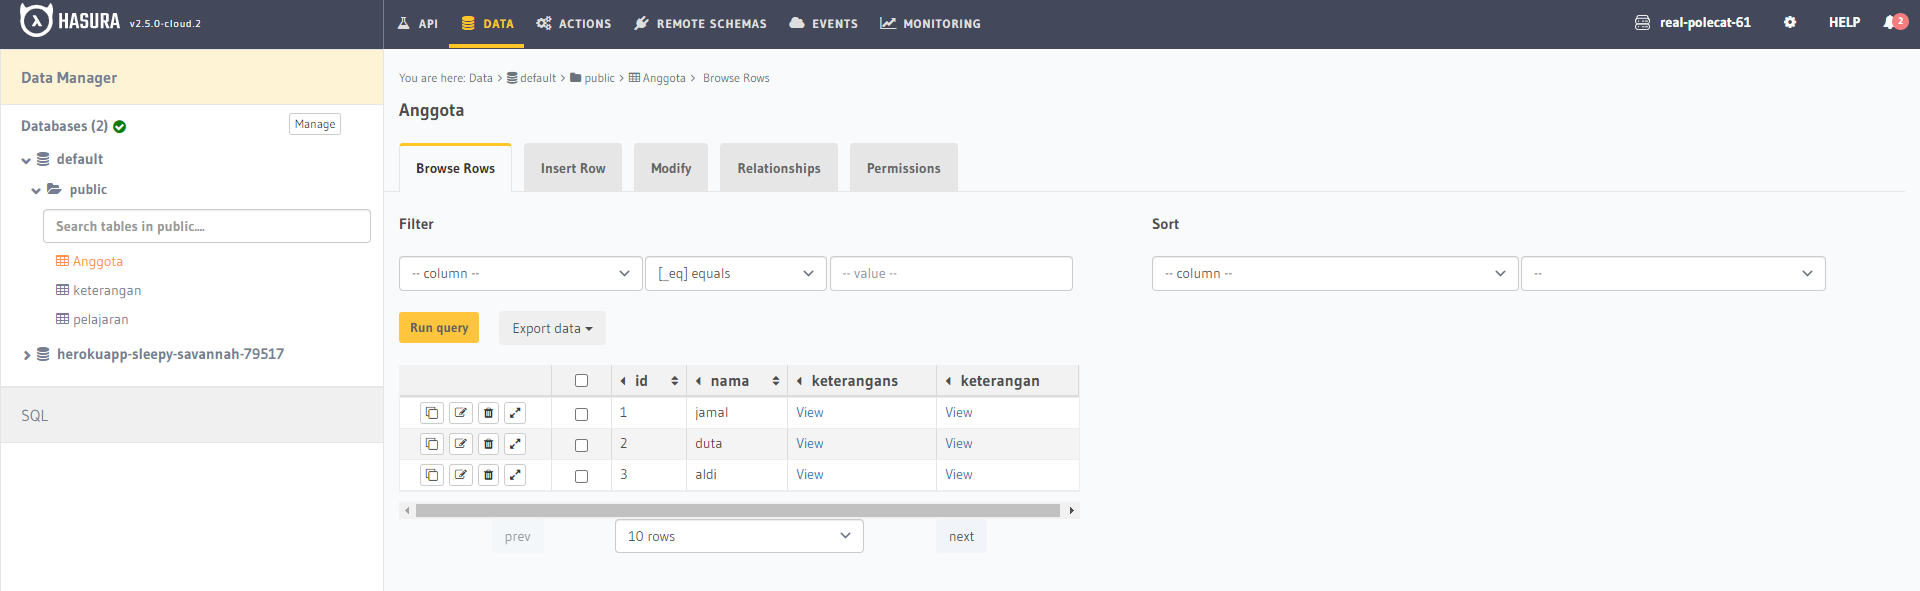 HASURA v2.5.0-cloud.2 API DATA ACTIONS REMOTE SCHEMAS EVENTS MONITORING real-polecat-61 HELP 2
Data Manager
You are here: Data > default > public > Anggota > Browse Rows
Databases (2) Manage
Anggota
default
public
Browse Rows Insert Row Modify Relationships Permissions
Search tables in public....
Filter Sort
Anggota
-- column -- [_eq] equals -- value -- -- column -- --
keterangan
pelajaran
Run query Export data
herokuapp-sleepy-savannah-79517
id nama keterangans keterangan
SQL
1 jamal View View
2 duta View View
3 aldi View View
prev 10 rows next